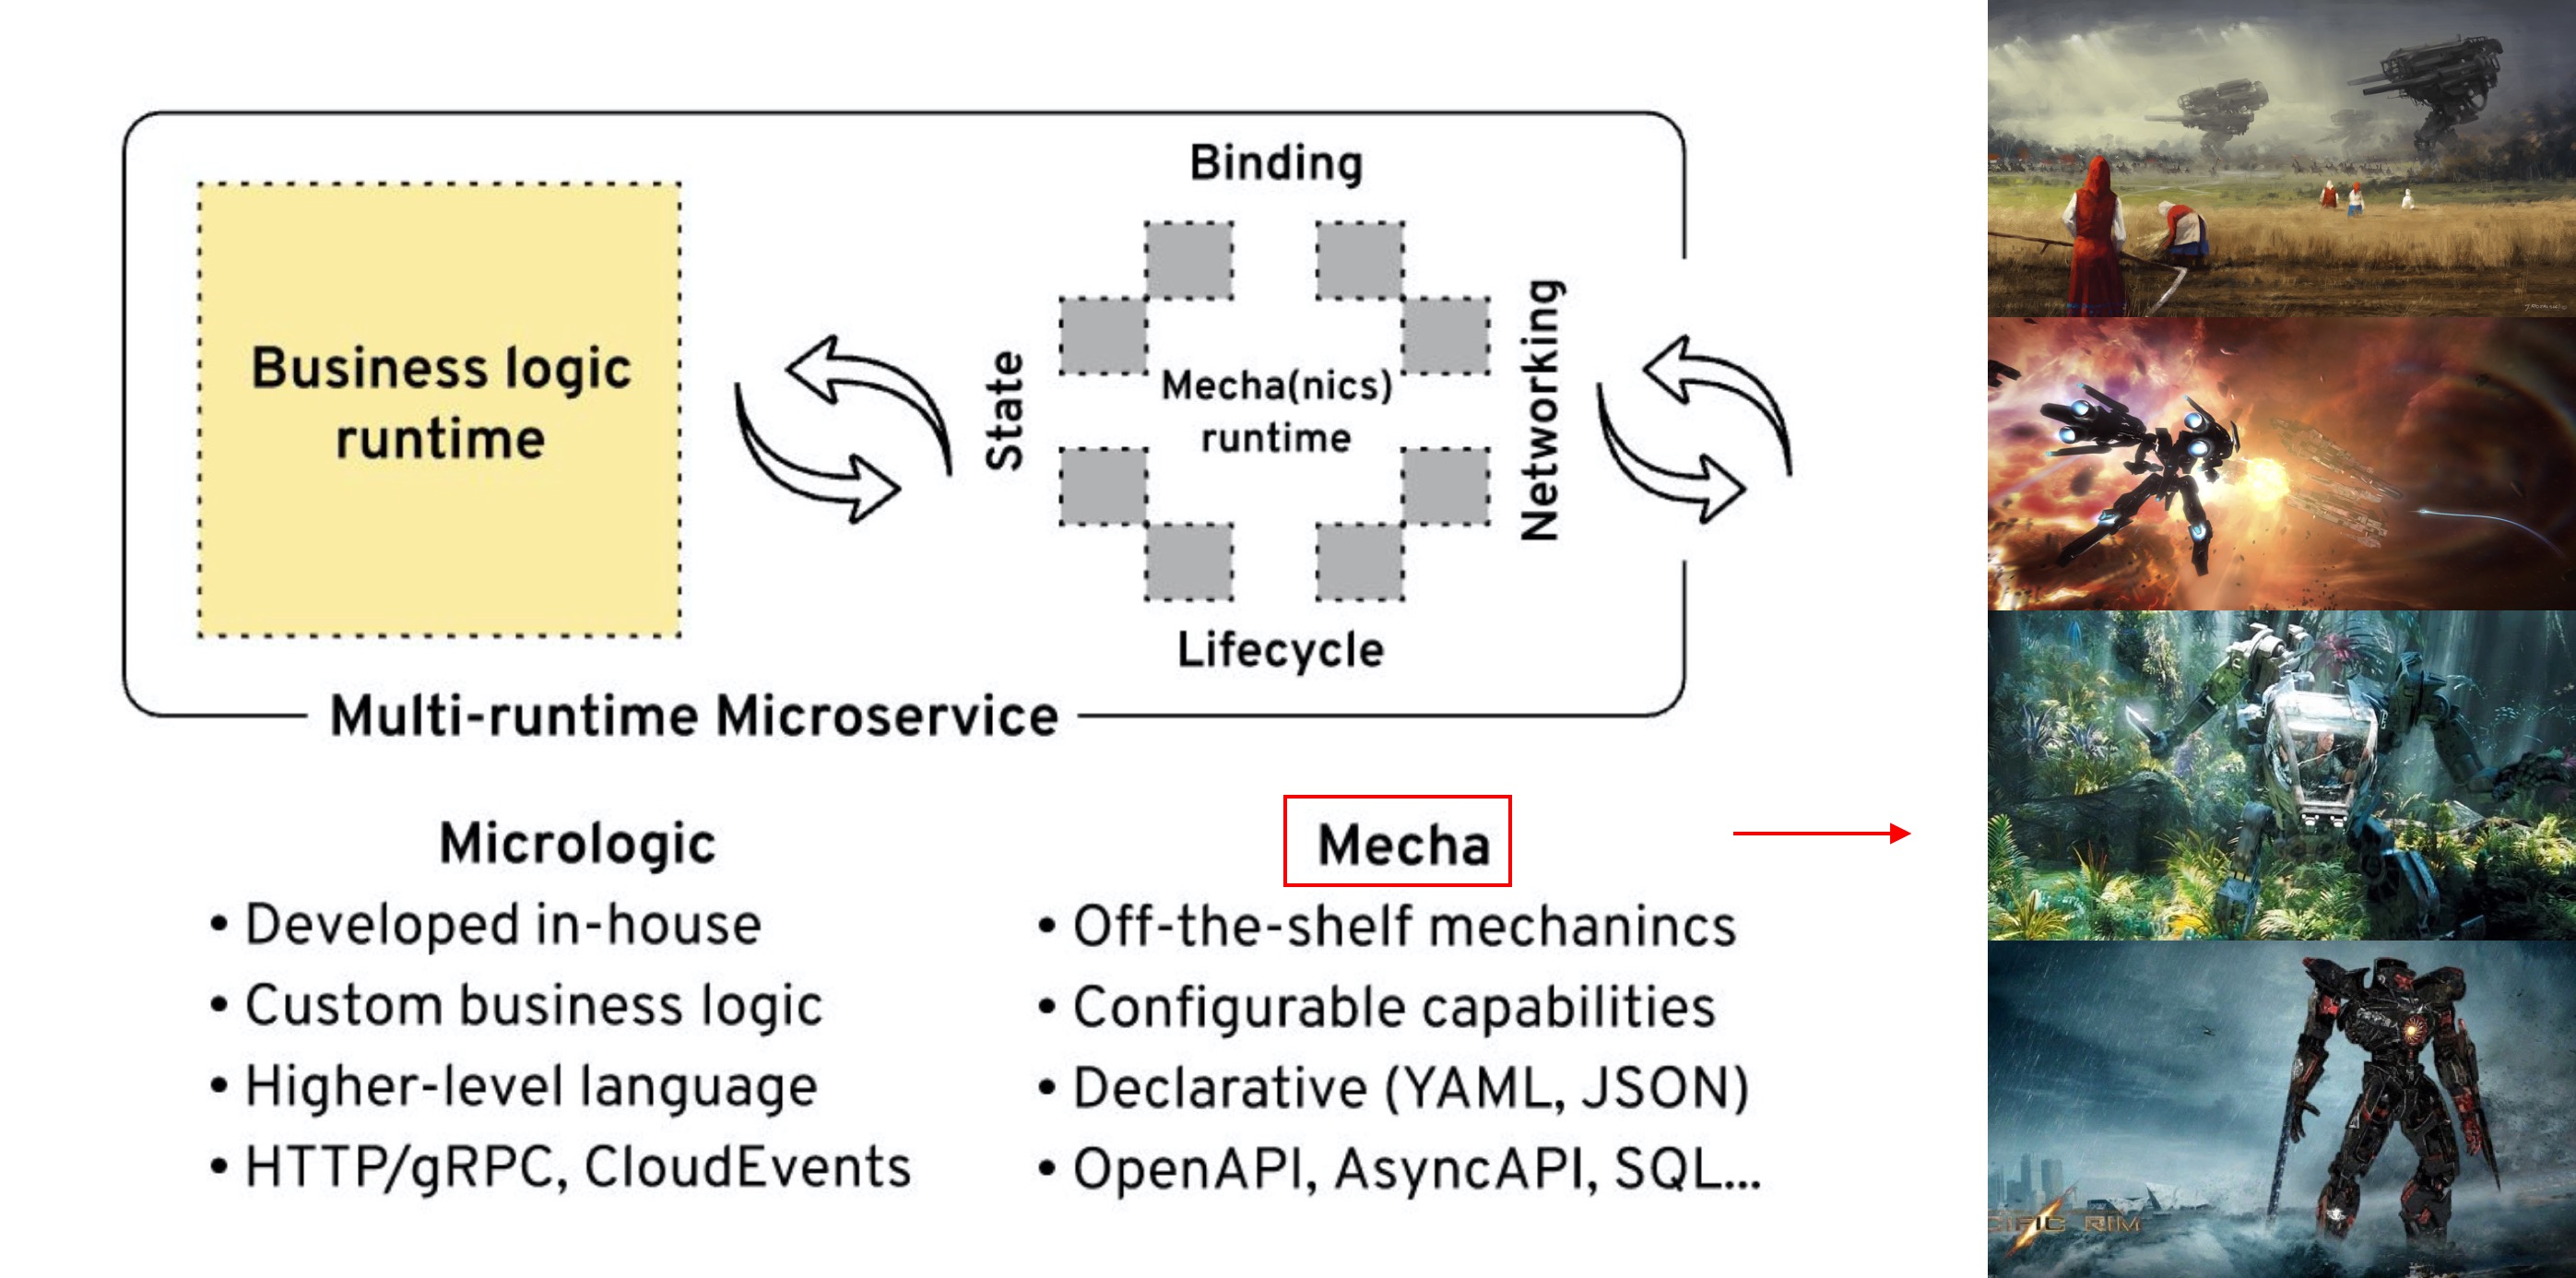 Binding
Business logic
runtime
State
Mecha(nics)
runtime
Networking
Lifecycle
Multi-runtime Microservice
Micrologic
• Developed in-house
• Custom business logic
• Higher-level language
• HTTP/gRPC, CloudEvents
Mecha
• Off-the-shelf mechanincs
• Configurable capabilities
• Declarative (YAML, JSON)
• OpenAPI, AsyncAPI, SQL...
CIFIC RIM